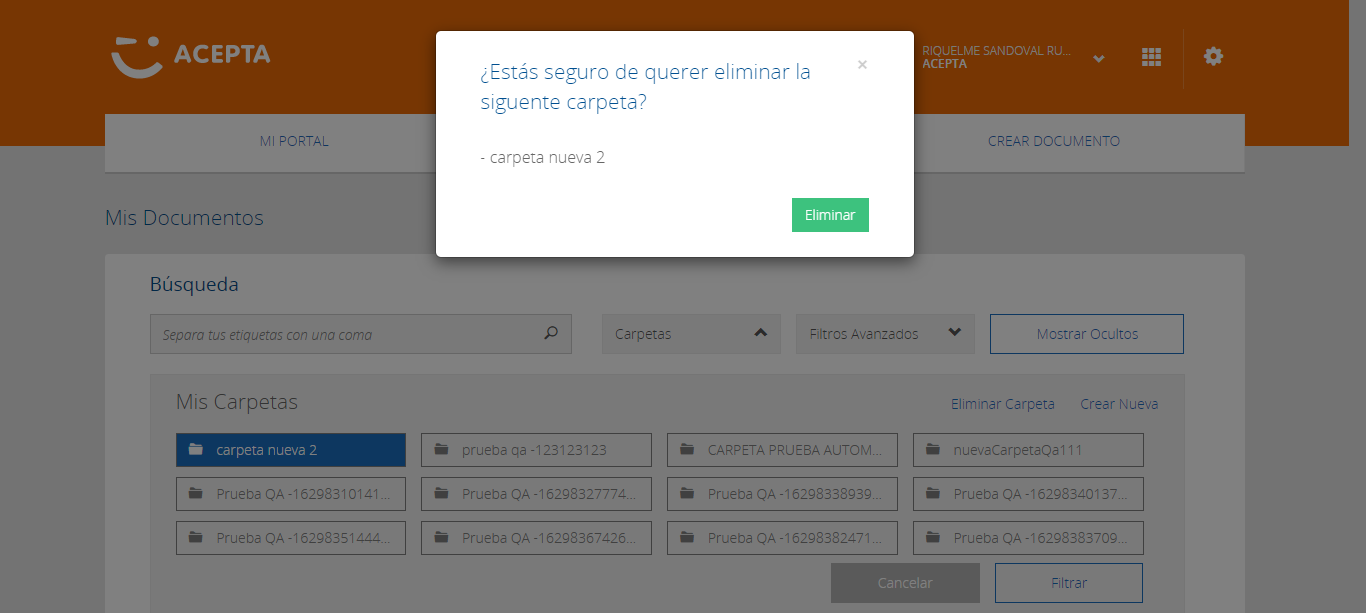 ACEPTA
RIQUELME SANDOVAL RU...
ACEPTA
¿Estás seguro de querer eliminar la
siguente carpeta?
×
- carpeta nueva 2
Eliminar
MI PORTAL
CREAR DOCUMENTO
Mis Documentos
Búsqueda
Separa tus etiquetas con una coma
Carpetas
Filtros Avanzados
Mostrar Ocultos
Mis Carpetas
Eliminar Carpeta
Crear Nueva
carpeta nueva 2
prueba qa -123123123
CARPETA PRUEBA AUTOM...
nuevaCarpetaQa111
Prueba QA -16298310141...
Prueba QA -16298327774...
Prueba QA -16298338939...
Prueba QA -16298340137...
Prueba QA -16298351444...
Prueba QA -16298367426...
Prueba QA -16298382471...
Prueba QA -16298383709...
Cancelar
Filtrar